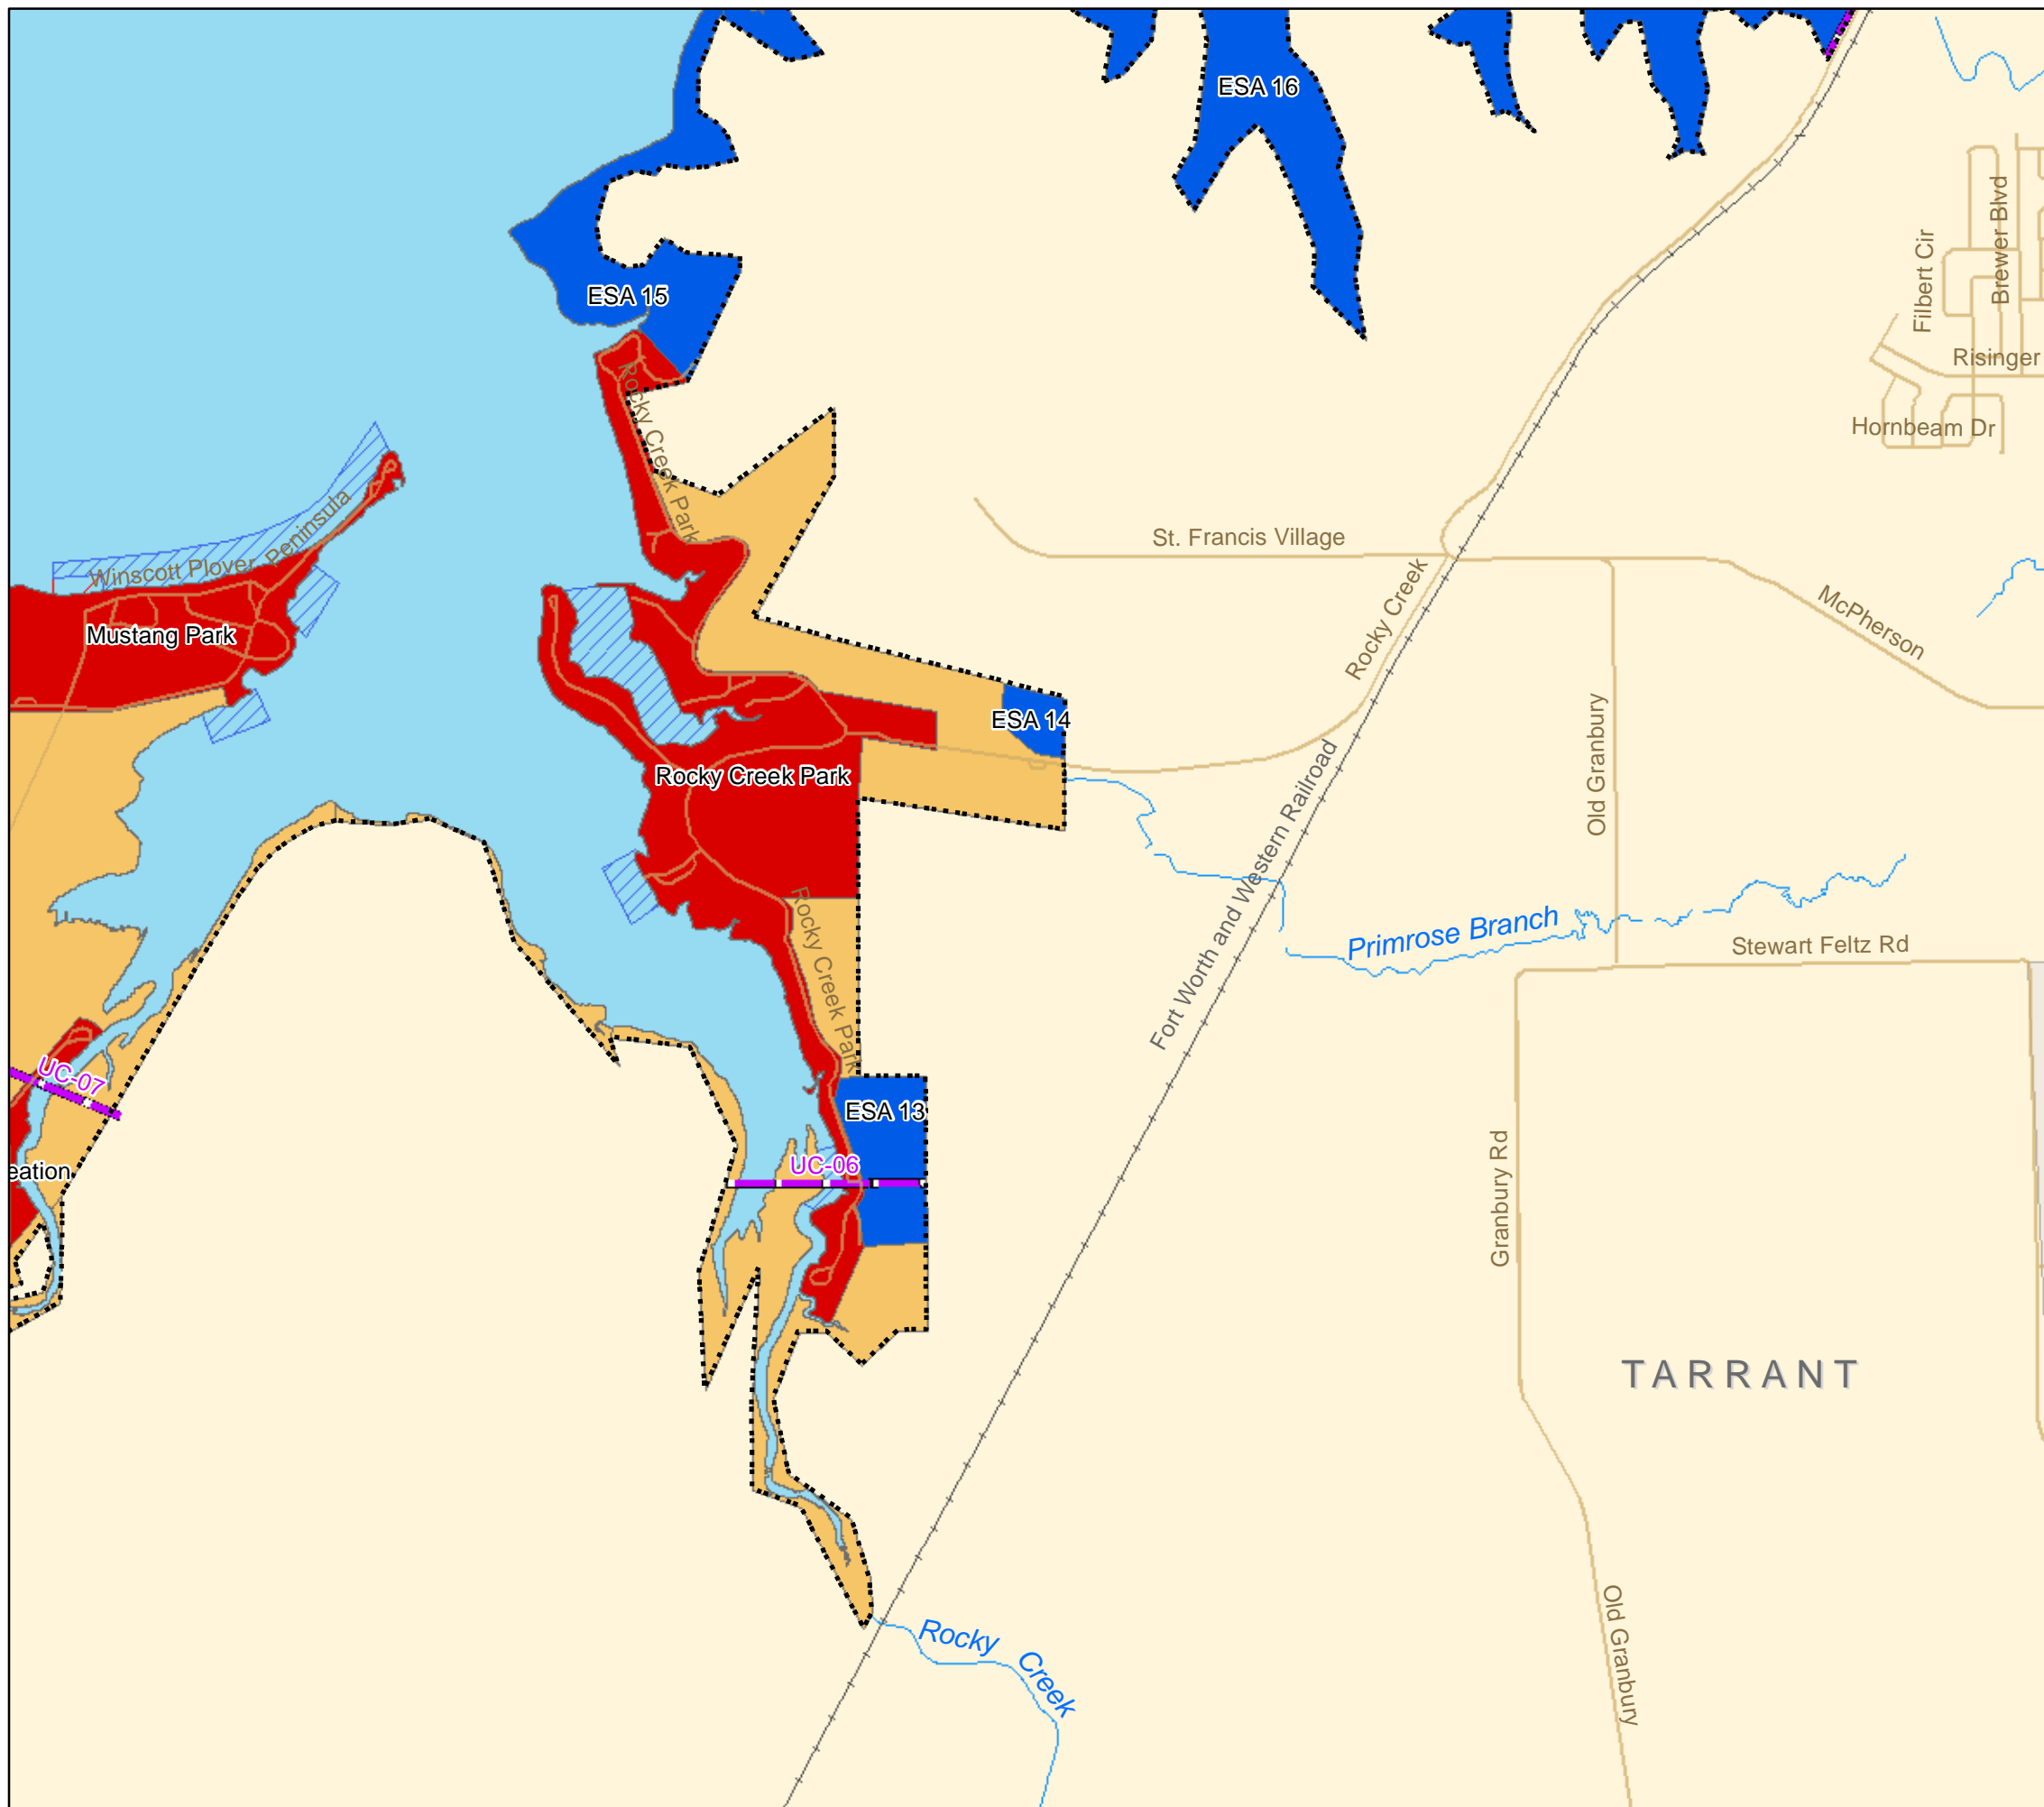 ESA 16
ESA 15
Filbert Cir
Brewer Blvd
Risinger
Hornbeam Dr
Rocky Creek Park
Winscott Plover
Peninsula
Mustang Park
St. Francis Village
Rocky Creek
McPherson
ESA 14
Rocky Creek Park
Old Granbury
Fort Worth and Western Railroad
Primrose Branch
Stewart Feltz Rd
Rocky Creek Park
UC-07
ESA 13
eation
UC-06
Granbury Rd
TARRANT
Old Granbury
Rocky Creek